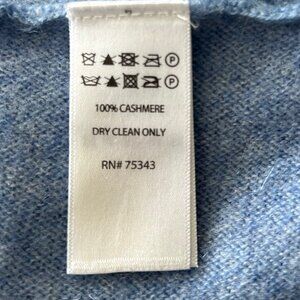 P
P
100% CASHMERE
DRY CLEAN ONLY
RN# 75343